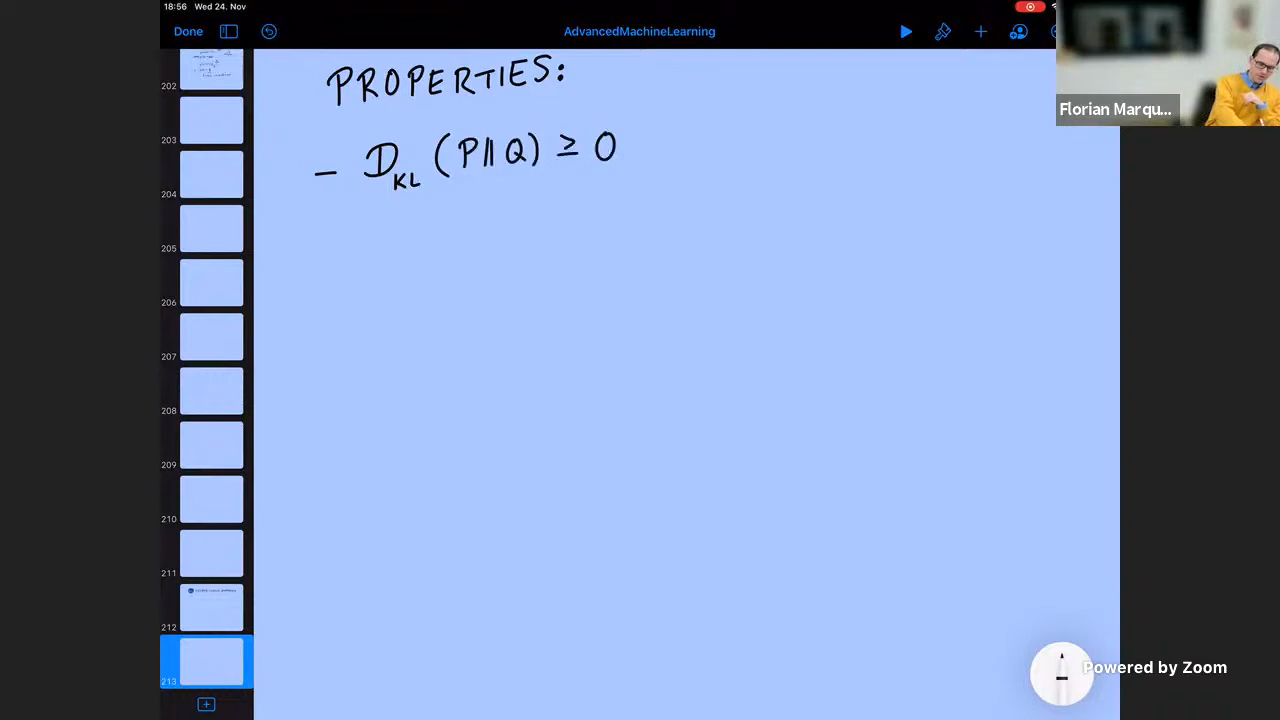 18:56 Wed 24. Nov
Done
AdvancedMachineLearning
PROPERTIES:
- D_KL (P||Q) ≥ 0
Florian Marqu...
202
203
204
205
206
207
208
209
210
211
212
213
Powered by Zoom